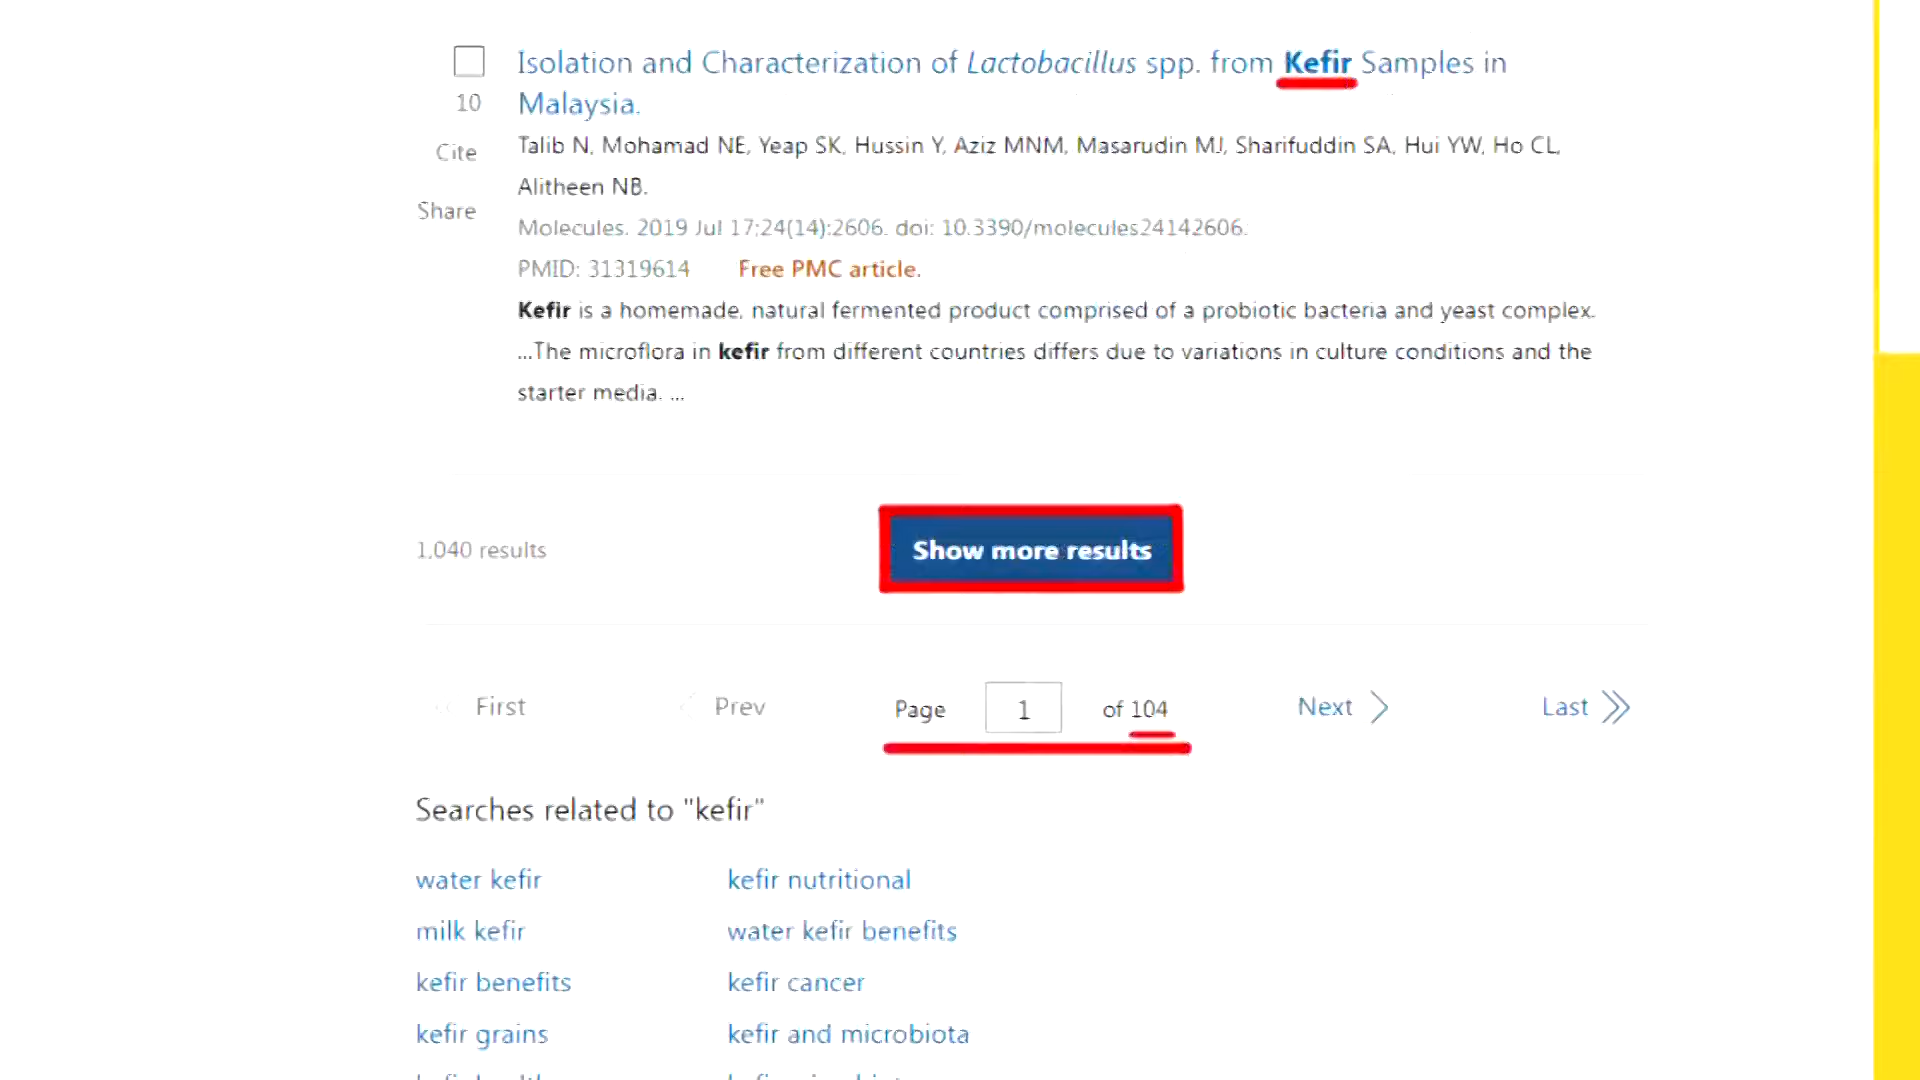 Isolation and Characterization of Lactobacillus spp. from Kefir Samples in
10
Malaysia.
Cite
Talib N, Mohamad NE, Yeap SK, Hussin Y, Aziz MNM, Masarudin MJ, Sharifuddin SA, Hui YW, Ho CL,
Alitheen NB.
Share
Molecules. 2019 Jul 17;24(14):2606. doi: 10.3390/molecules24142606.
PMID: 31319614 Free PMC article.
Kefir is a homemade, natural fermented product comprised of a probiotic bacteria and yeast complex.
...The microflora in kefir from different countries differs due to variations in culture conditions and the
starter media. ...
1,040 results
Show more results
First
Prev
Page 1 of 104
Next
Last
Searches related to "kefir"
water kefir
kefir nutritional
milk kefir
water kefir benefits
kefir benefits
kefir cancer
kefir grains
kefir and microbiota